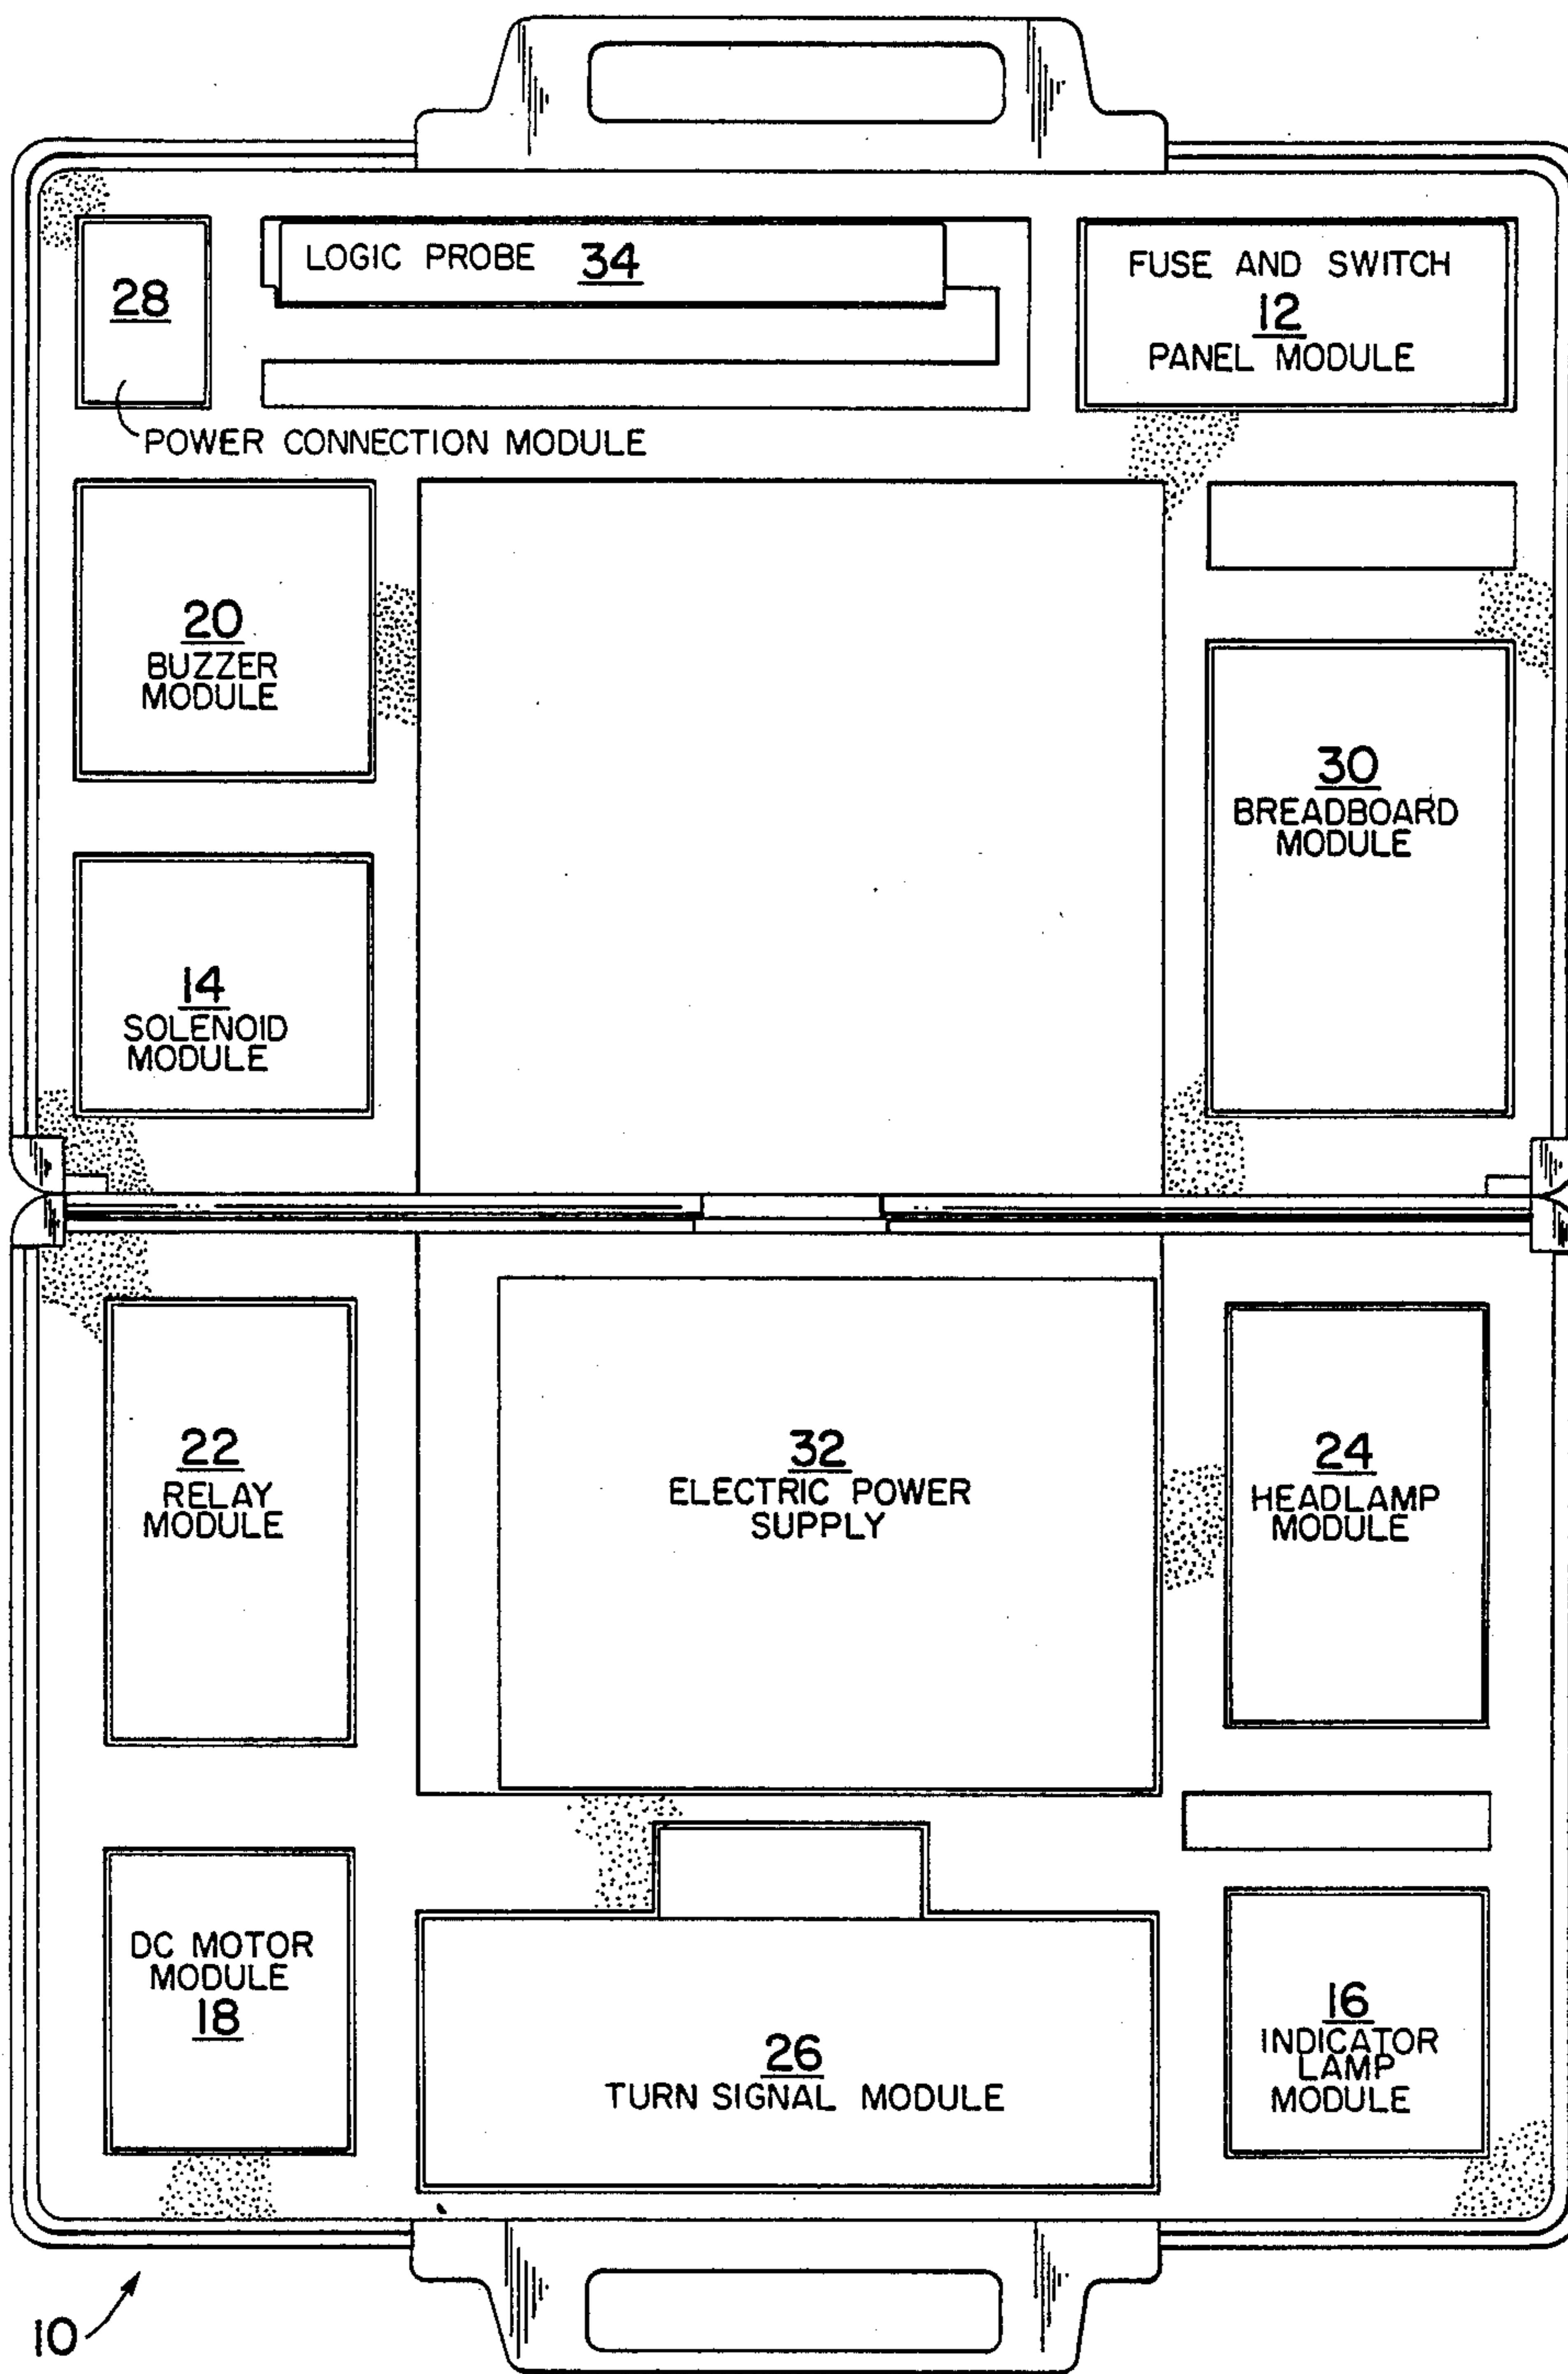 LOGIC PROBE 34
FUSE AND SWITCH
12
PANEL MODULE
28
POWER CONNECTION MODULE
20
BUZZER
MODULE
30
BREADBOARD
MODULE
14
SOLENOID
MODULE
22
RELAY
MODULE
32
ELECTRIC POWER
SUPPLY
24
HEADLAMP
MODULE
DC MOTOR
MODULE
18
26
TURN SIGNAL MODULE
16
INDICATOR
LAMP
MODULE
10